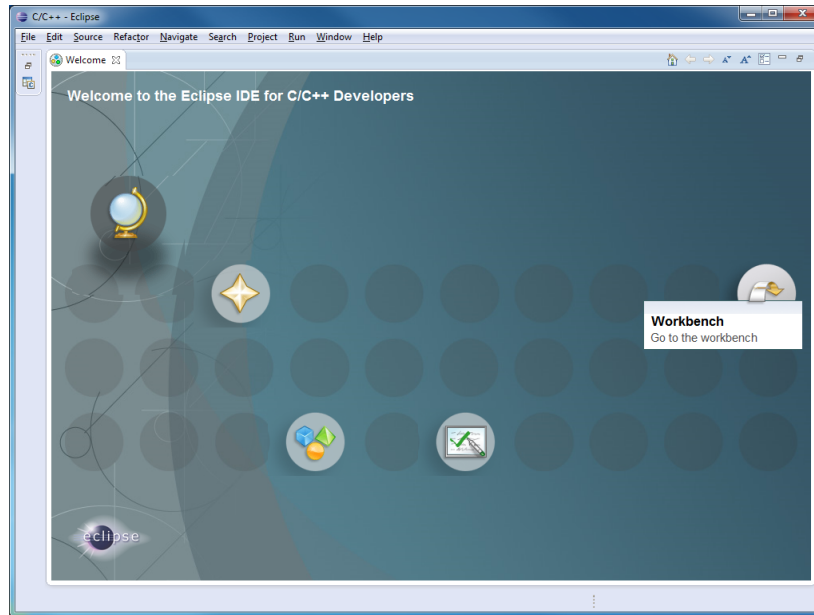 C/C++ - Eclipse
File Edit Source Refactor Navigate Search Project Run Window Help
Welcome
Welcome to the Eclipse IDE for C/C++ Developers
Workbench
Go to the workbench
eclipse